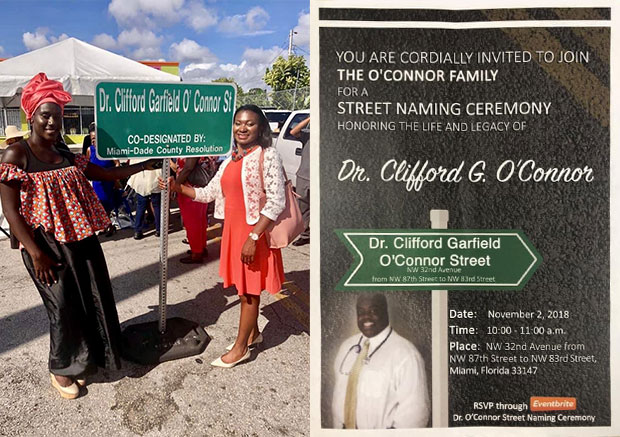 Dr. Clifford Garfield O' Connor St
CO-DESIGNATED BY:
Miami-Dade County Resolution
YOU ARE CORDIALLY INVITED TO JOIN
THE O'CONNOR FAMILY
FOR A
STREET NAMING CEREMONY
HONORING THE LIFE AND LEGACY OF
Dr. Clifford G. O'Connor
Dr. Clifford Garfield
O'Connor Street
NW 32nd Avenue
from NW 87th Street to NW 83rd Street
Date: November 2, 2018
Time: 10:00 - 11:00 a.m.
Place: NW 32nd Avenue from
NW 87th Street to NW 83rd Street,
Miami, Florida 33147
RSVP through Eventbrite
Dr. O'Connor Street Naming Ceremony